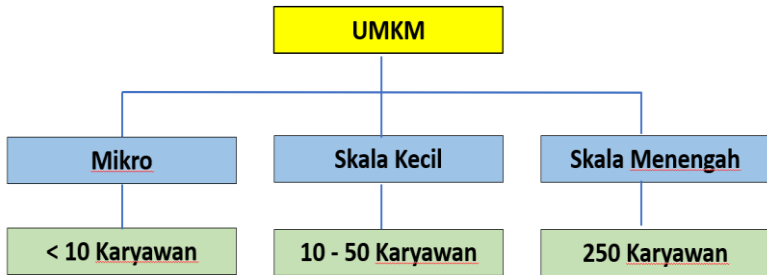 UMKM
Mikro
Skala Kecil
Skala Menengah
< 10 Karyawan
10 - 50 Karyawan
250 Karyawan